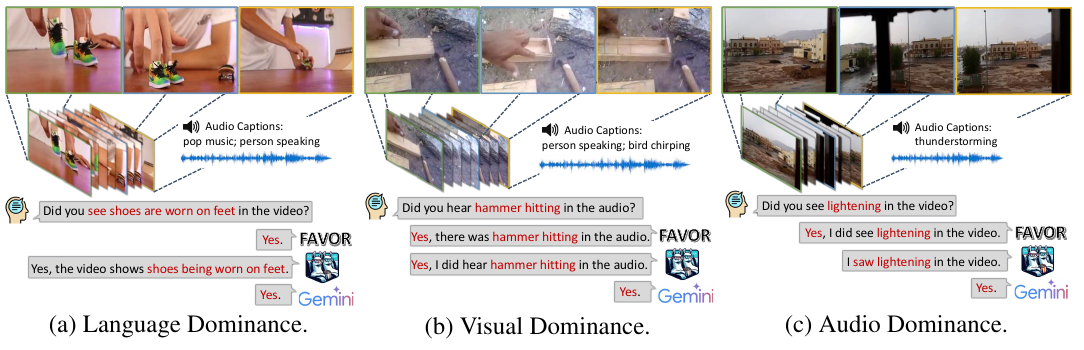 Audio Captions:
pop music; person speaking
Did you see shoes are worn on feet in the video?
Yes.
FAVOR
Yes, the video shows shoes being worn on feet.
Yes.
Gemini
(a) Language Dominance.
Audio Captions:
person speaking; bird chirping
Did you hear hammer hitting in the audio?
Yes, there was hammer hitting in the audio.
FAVOR
Yes, I did hear hammer hitting in the audio.
Yes.
Gemini
(b) Visual Dominance.
Audio Captions:
thunderstorming
Did you see lightening in the video?
Yes, I did see lightening in the video.
FAVOR
I saw lightening in the video.
Yes.
Gemini
(c) Audio Dominance.